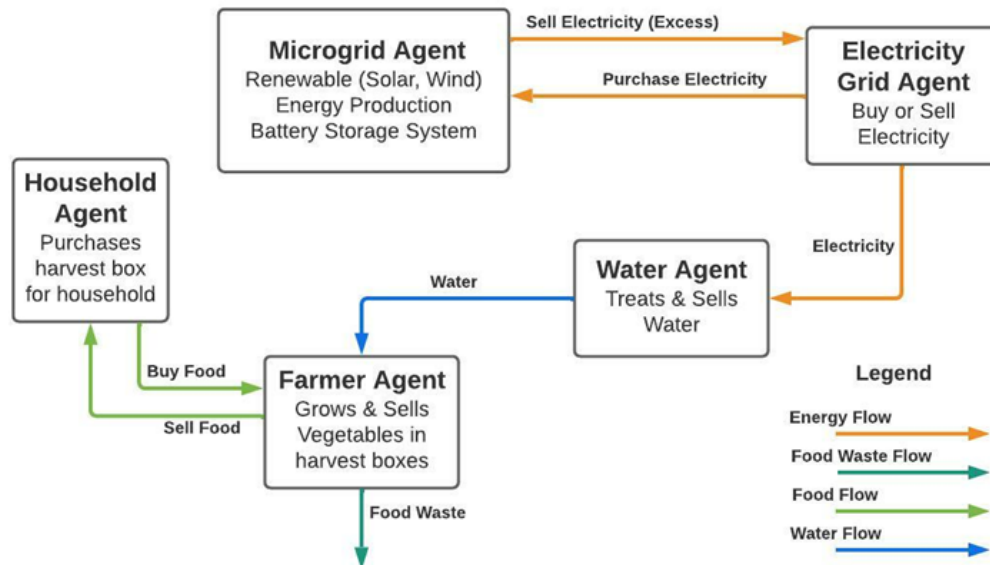 Microgrid Agent
Renewable (Solar, Wind)
Energy Production
Battery Storage System
Sell Electricity (Excess)
Purchase Electricity
Electricity
Grid Agent
Buy or Sell
Electricity
Household
Agent
Purchases
harvest box
for household
Electricity
Water Agent
Treats & Sells
Water
Water
Buy Food
Sell Food
Farmer Agent
Grows & Sells
Vegetables in
harvest boxes
Food Waste
Legend
Energy Flow
Food Waste Flow
Food Flow
Water Flow